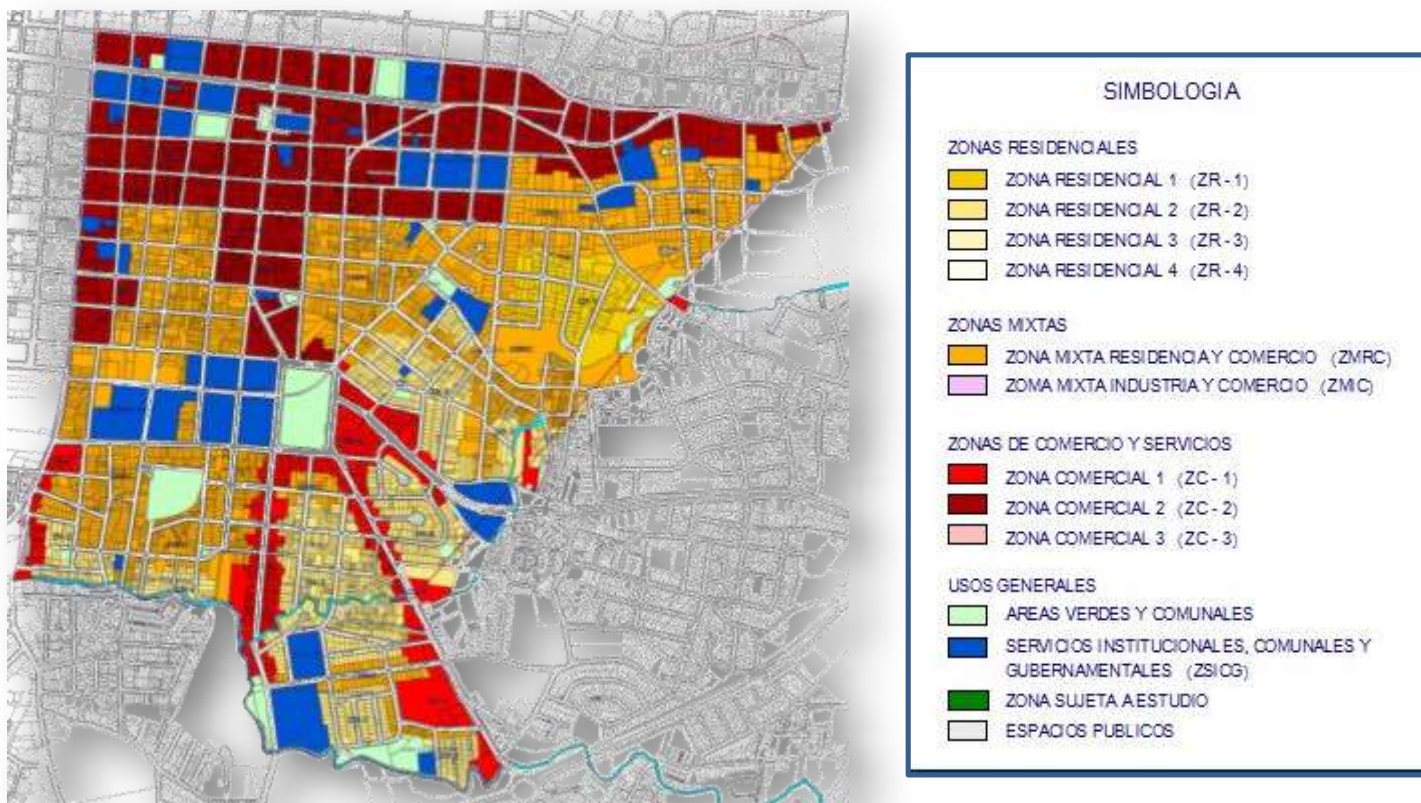 SIMBOLOGIA
ZONAS RESIDENCIALES
ZONA RESIDENCIAL 1 (ZR - 1)
ZONA RESIDENCIAL 2 (ZR - 2)
ZONA RESIDENCIAL 3 (ZR - 3)
ZONA RESIDENCIAL 4 (ZR - 4)
ZONAS MIXTAS
ZONA MIXTA RESIDENCIA Y COMERCIO (ZMRC)
ZOMA MIXTA INDUSTRIA Y COMERCIO (ZMIC)
ZONAS DE COMERCIO Y SERVICIOS
ZONA COMERCIAL 1 (ZC - 1)
ZONA COMERCIAL 2 (ZC - 2)
ZONA COMERCIAL 3 (ZC - 3)
USOS GENERALES
AREAS VERDES Y COMUNALES
SERVICIOS INSTITUCIONALES, COMUNALES Y
GUBERNAMENTALES (ZSICG)
ZONA SUJETA A ESTUDIO
ESPACIOS PUBLICOS